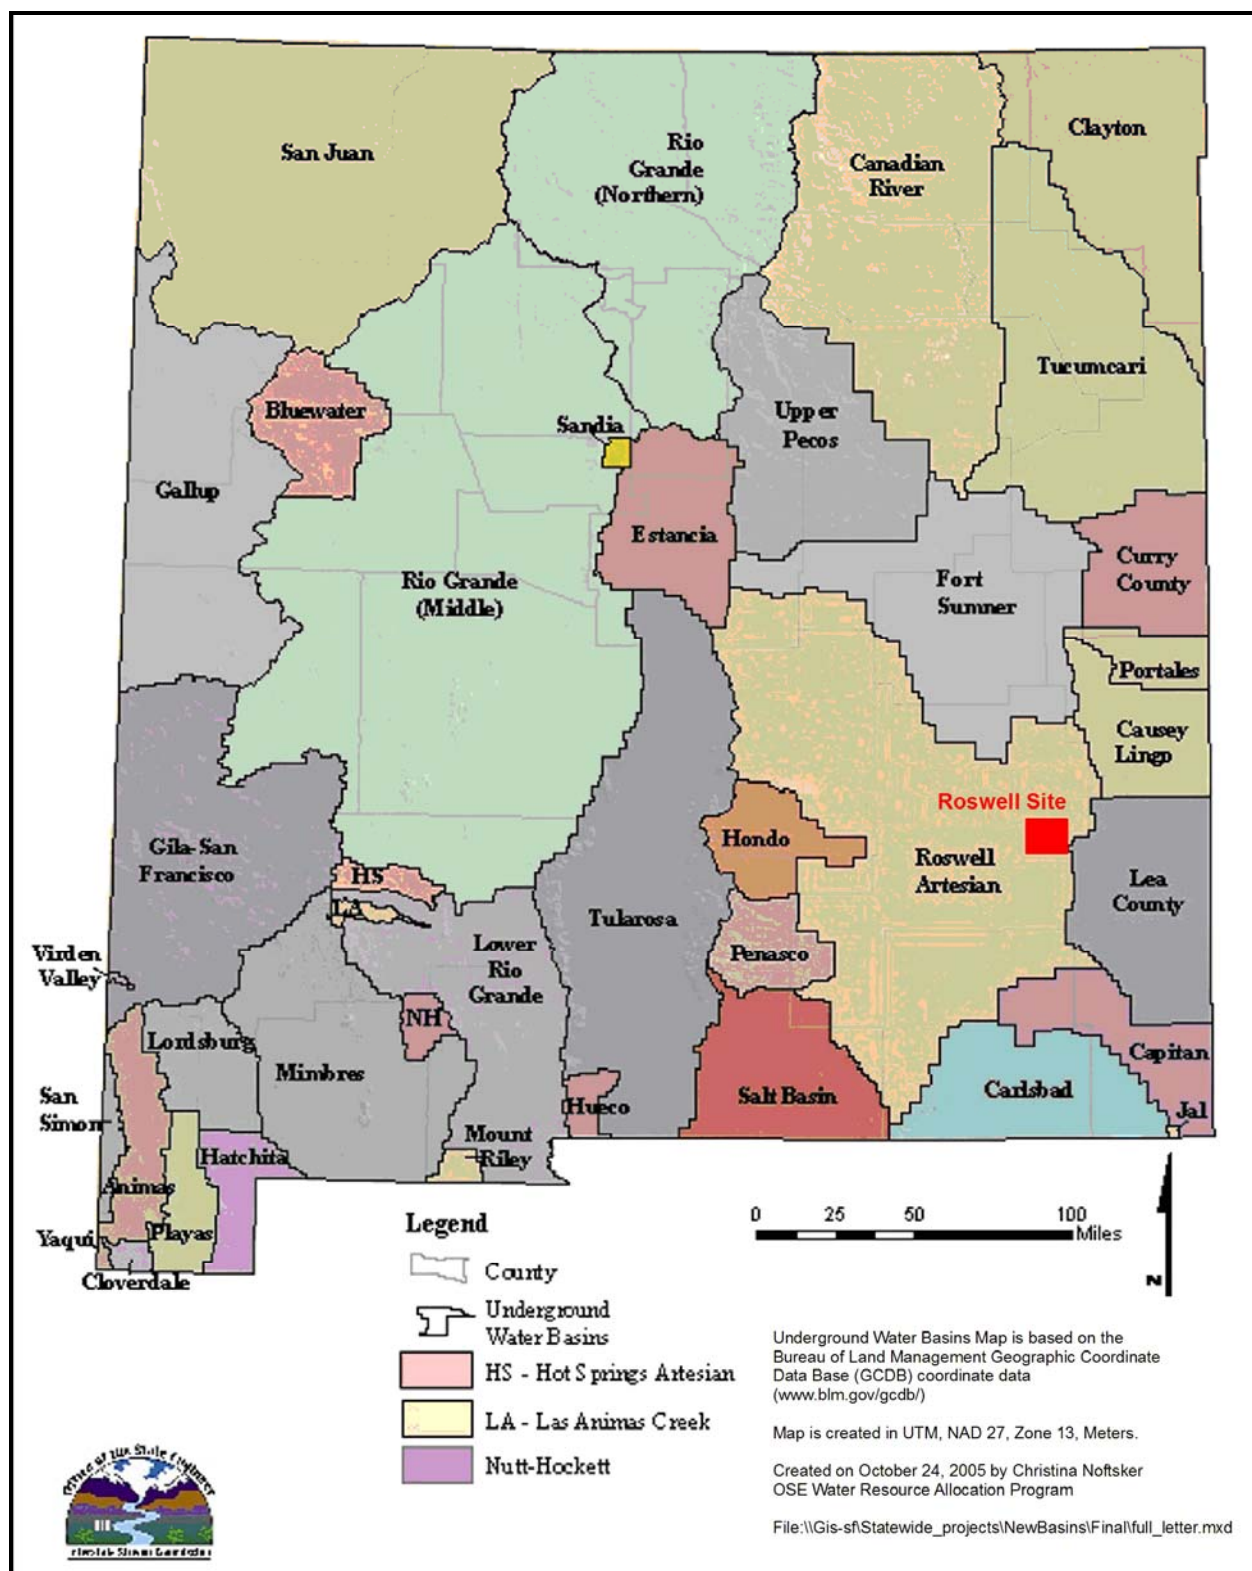 San Juan
Rio
Grande
(Northern)
Canadian
River
Clayton
Tucumcari
Bluewater
Sandia
Upper
Pecos
Gallup
Estancia
Curry
County
Rio Grande
(Middle)
Fort
Sumner
Portales
Causey
Lingo
Roswell Site
Hondo
Gila-San
Francisco
HS
Roswell
Artesian
Lea
County
LA
Tularosa
Lower
Rio
Grande
Penasco
Virden
Valley
NH
Lordsburg
Mimbres
Capitan
San
Simon
Salt Basin
Carlsbad
Hueco
Jal
Mount
Riley
Hatchita
Animas
Yaqui
Playas
Cloverdale
Legend
County
Underground
Water Basins
HS - Hot Springs Artesian
LA - Las Animas Creek
Nutt-Hockett
0 25 50 100
Miles
N
Underground Water Basins Map is based on the
Bureau of Land Management Geographic Coordinate
Data Base (GCDB) coordinate data
(www.blm.gov/gcdb/)
Map is created in UTM, NAD 27, Zone 13, Meters.
Created on October 24, 2005 by Christina Noftsker
OSE Water Resource Allocation Program
File:\\Gis-sf\Statewide_projects\NewBasins\Final\full_letter.mxd
Office of the State Engineer